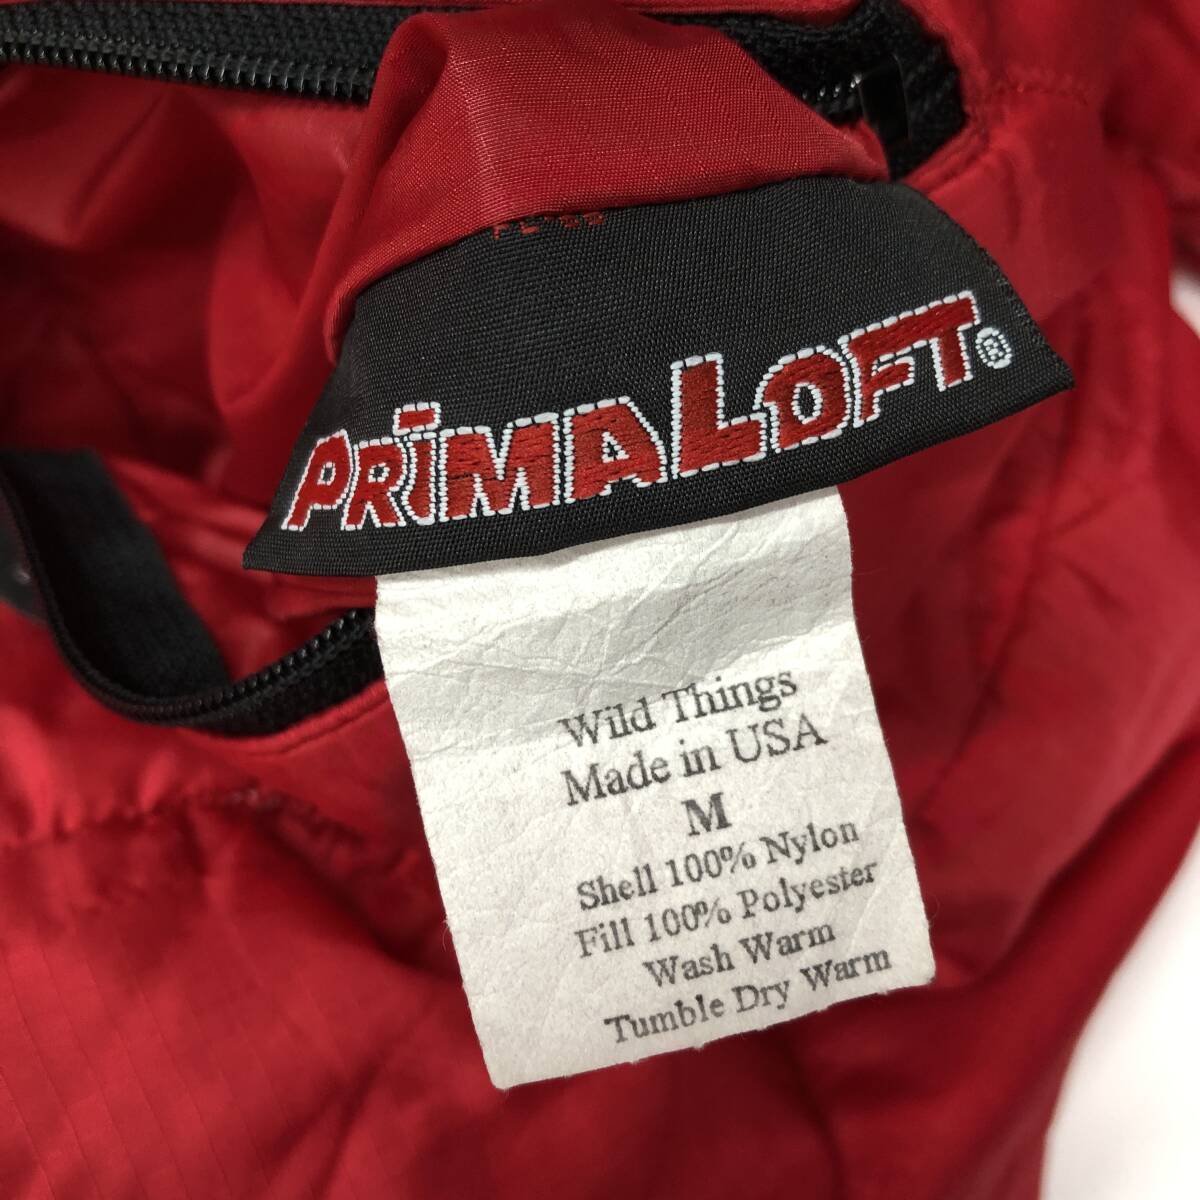 PRIMALOFT®
Wild Things
Made in USA
M
Shell 100% Nylon
Fill 100% Polyester
Wash Warm
Tumble Dry Warm